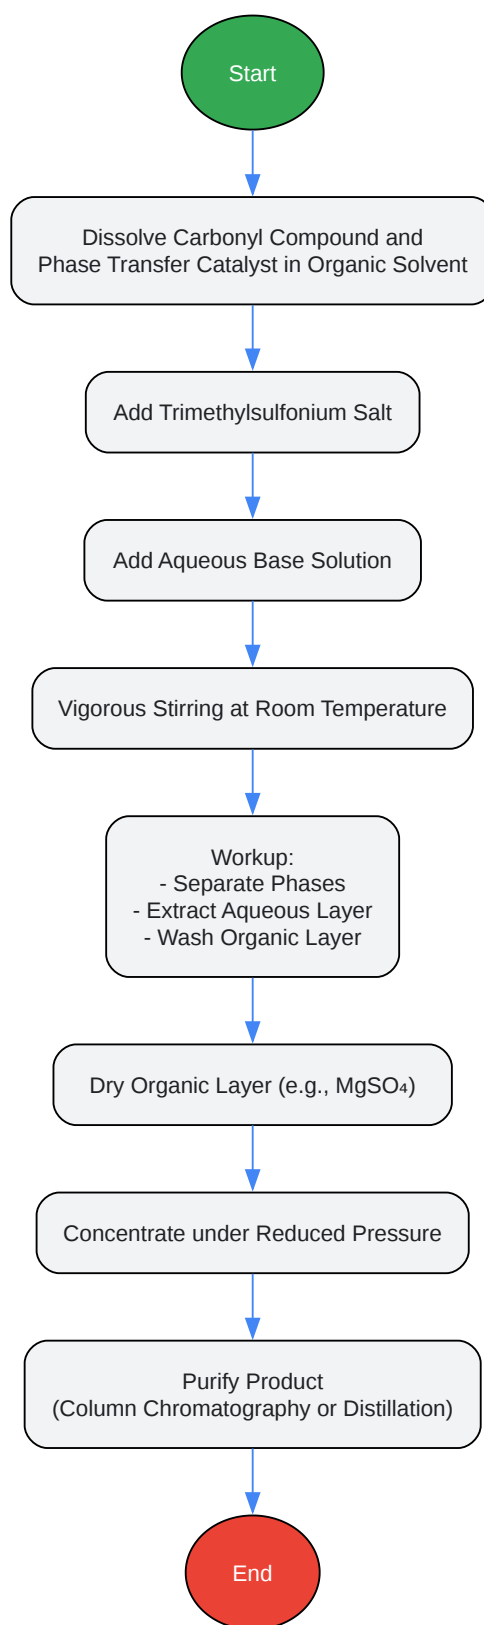 Start
Dissolve Carbonyl Compound and
Phase Transfer Catalyst in Organic Solvent
Add Trimethylsulfonium Salt
Add Aqueous Base Solution
Vigorous Stirring at Room Temperature
Workup:
- Separate Phases
- Extract Aqueous Layer
- Wash Organic Layer
Dry Organic Layer (e.g., MgSO₄)
Concentrate under Reduced Pressure
Purify Product
(Column Chromatography or Distillation)
End